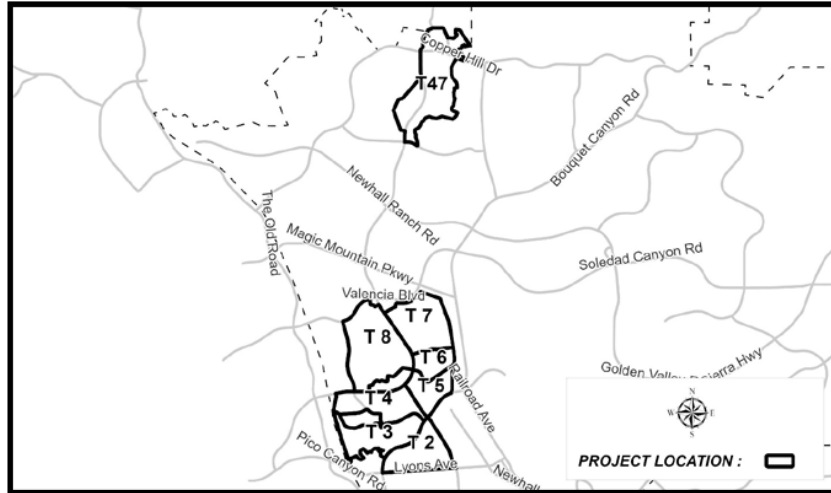 Copper Hill Dr
T47
Bouquet Canyon Rd
Newhall Ranch Rd
The Old Road
Magic Mountain Pkwy
Soledad Canyon Rd
Valencia Blvd
T 7
T 8
T 6
T 5
T 4
Railroad Ave
Golden Valley
Hwy
T 3
T 2
Pico Canyon Rd
Lyons Ave
Newhall
N
W E
S
PROJECT LOCATION :